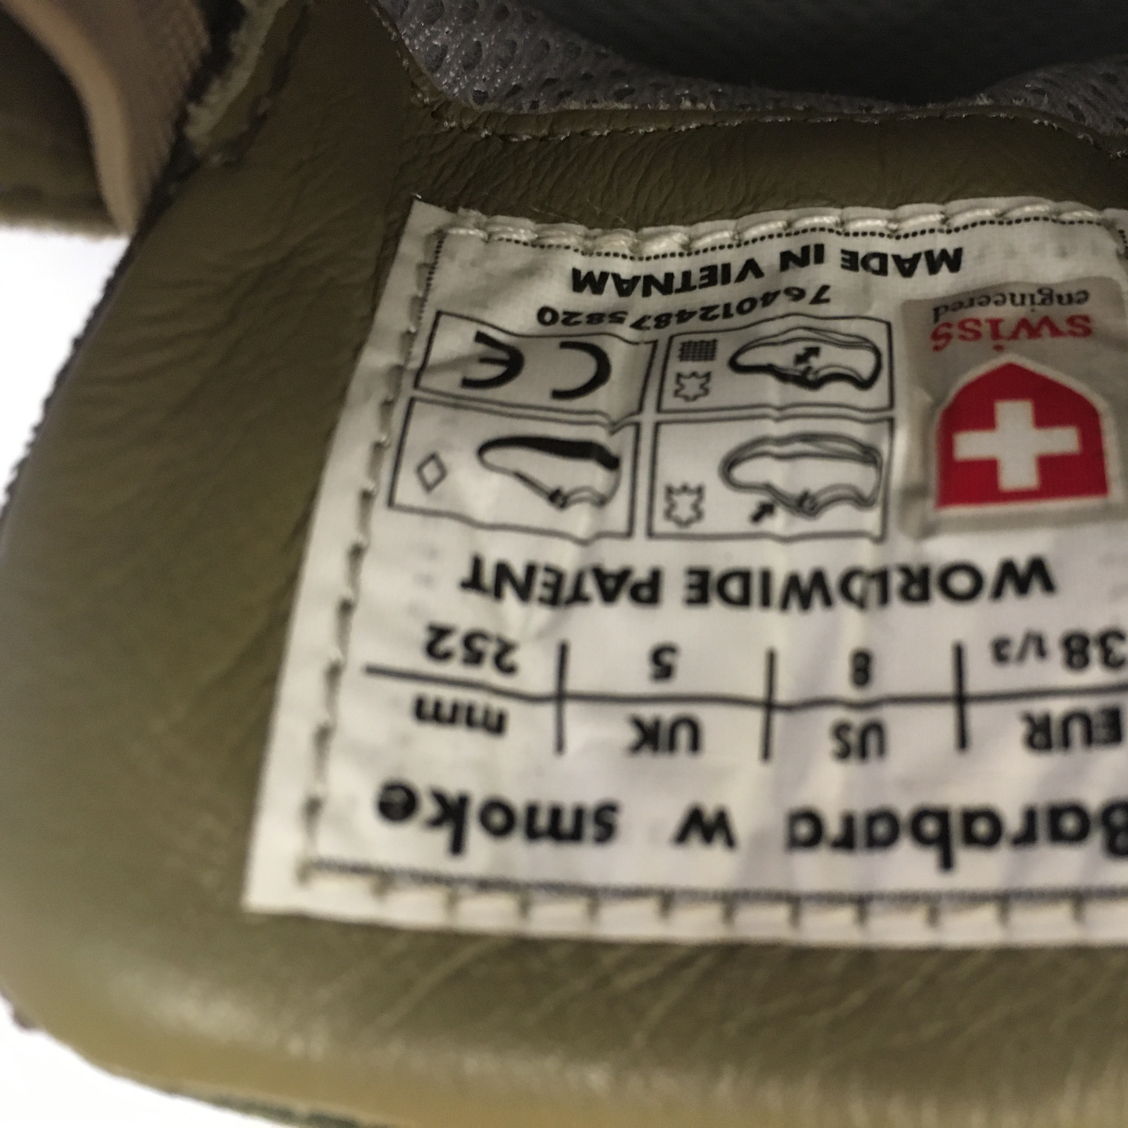 Barabara w smoke
EUR US UK mm
38 1/3 8 5 252
WORLDWIDE PATENT
swiss
engineered
CE
7640124875820
MADE IN VIETNAM